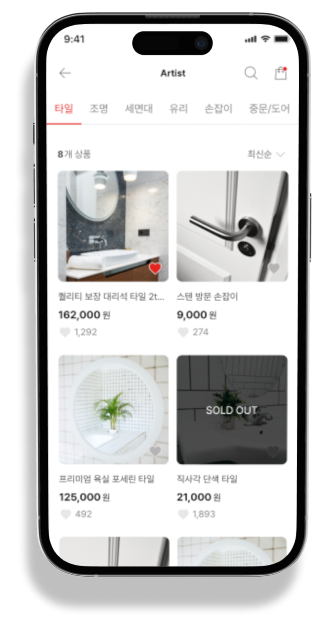 9:41
Artist
타일 조명 세면대 유리 손잡이 중문/도어
8개 상품 최신순
퀄리티 보장 대리석 타일 2t... 스텐 방문 손잡이
162,000 원 9,000 원
1,292 274
SOLD OUT
프리미엄 욕실 포세린 타일 직사각 단색 타일
125,000 원 21,000 원
492 1,893